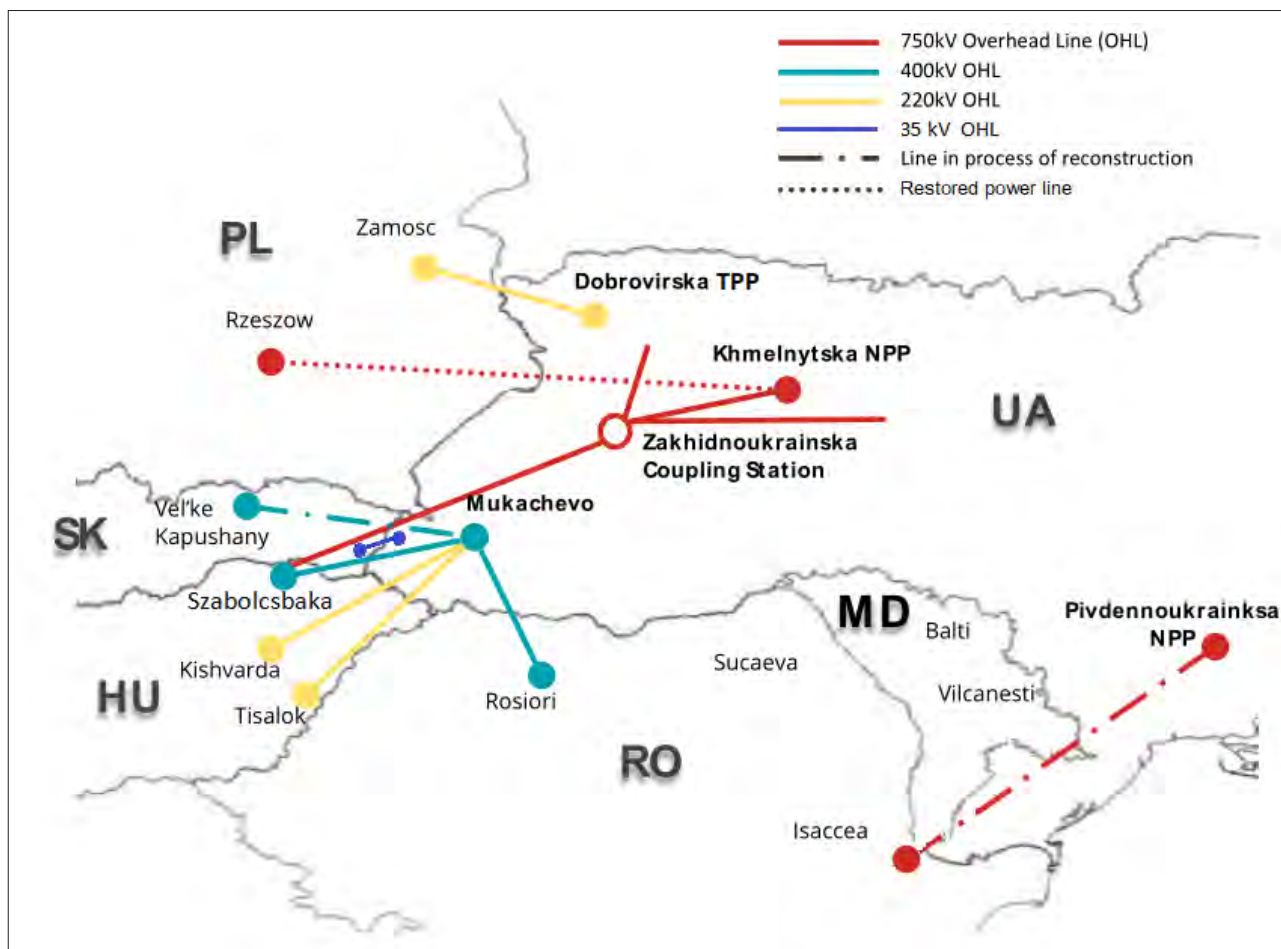 750kV Overhead Line (OHL)
400kV OHL
220kV OHL
35 kV OHL
Line in process of reconstruction
Restored power line
PL
Zamosc
Dobrovirska TPP
Rzeszow
Khmelnytska NPP
UA
Zakhidnoukrainska
Coupling Station
Mukachevo
Vel’ke
Kapushany
SK
Szabolcsbaka
MD
Balti
Pivdennoukrainksa
NPP
Sucaeva
Vilcanesti
Kishvarda
HU
Tisalok
Rosiori
RO
Isaccea